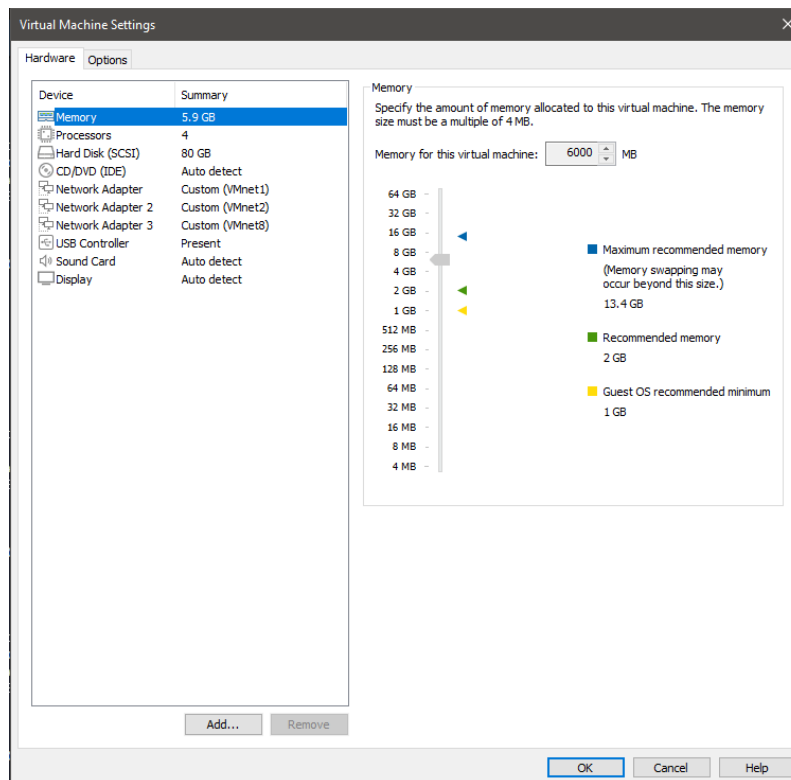 Virtual Machine Settings
Hardware Options
Device Summary
Memory 5.9 GB
Processors 4
Hard Disk (SCSI) 80 GB
CD/DVD (IDE) Auto detect
Network Adapter Custom (VMnet1)
Network Adapter 2 Custom (VMnet2)
Network Adapter 3 Custom (VMnet8)
USB Controller Present
Sound Card Auto detect
Display Auto detect
Add... Remove
Memory
Specify the amount of memory allocated to this virtual machine. The memory
size must be a multiple of 4 MB.
Memory for this virtual machine: 6000 MB
64 GB
32 GB
16 GB
8 GB
4 GB
2 GB
1 GB
512 MB
256 MB
128 MB
64 MB
32 MB
16 MB
8 MB
4 MB
Maximum recommended memory
(Memory swapping may
occur beyond this size.)
13.4 GB
Recommended memory
2 GB
Guest OS recommended minimum
1 GB
OK Cancel Help